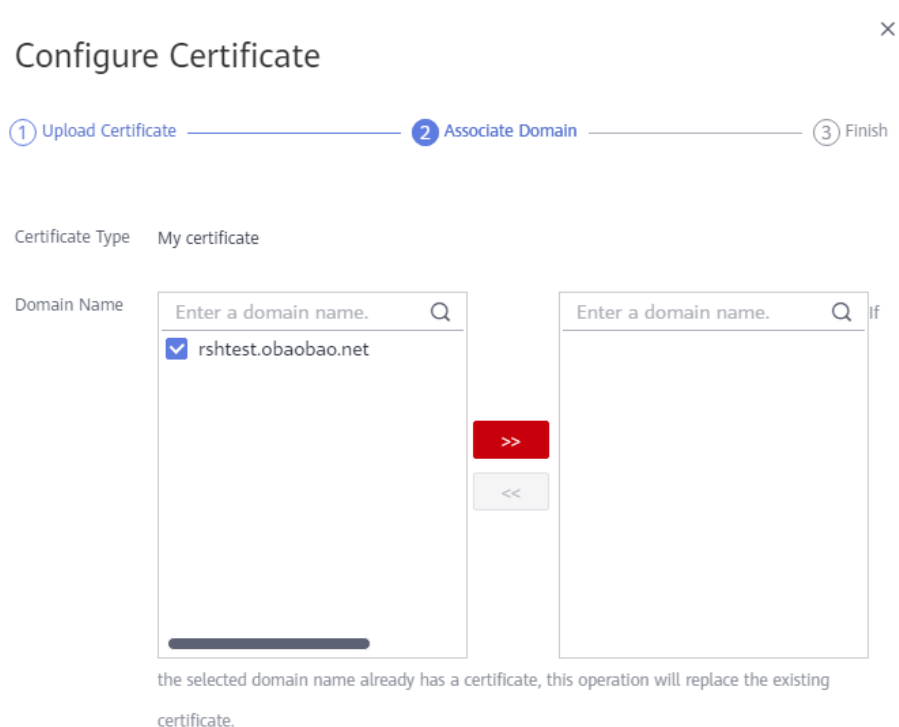 Configure Certificate
1 Upload Certificate
2 Associate Domain
3 Finish
Certificate Type
My certificate
Domain Name
Enter a domain name.
rshtest.obaobao.net
>>
<<
Enter a domain name.
If
the selected domain name already has a certificate, this operation will replace the existing
certificate.